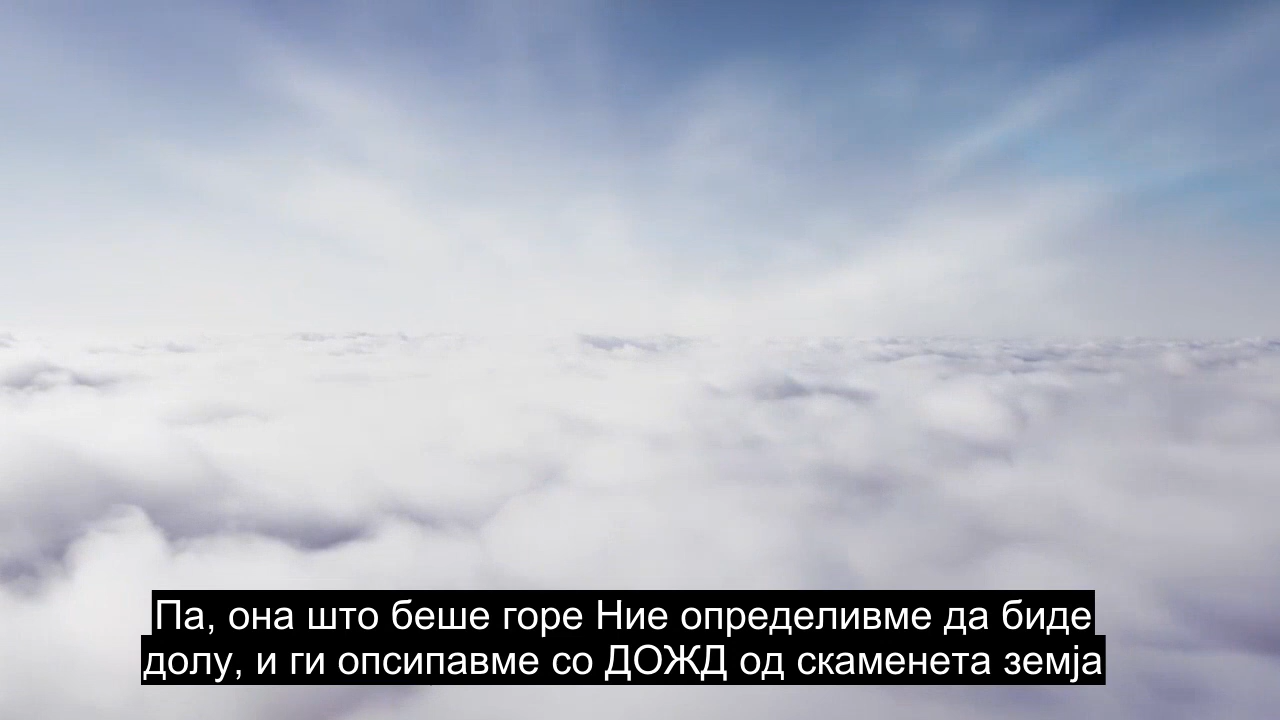 Па, она што беше горе Ние определивме да биде
долу, и ги опсипавме со ДОЖД од скаменета земја